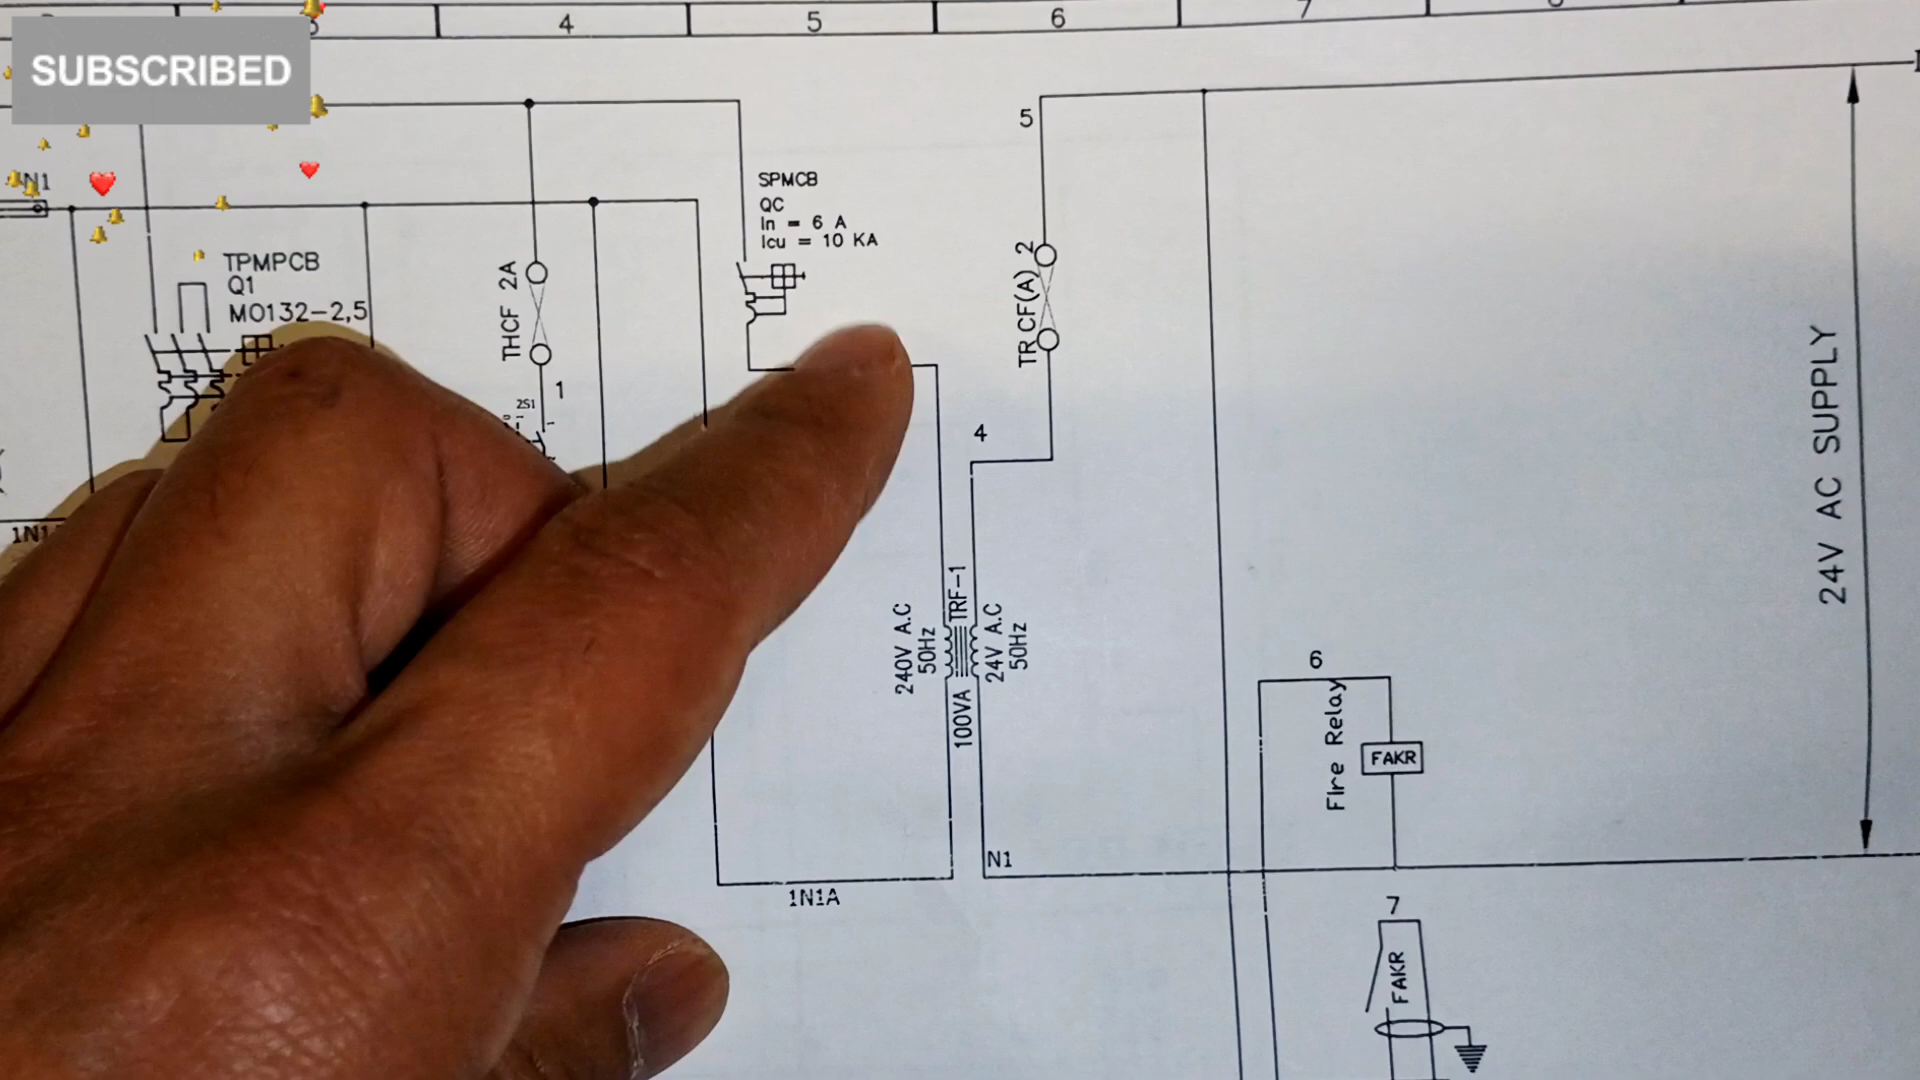 4
5
6
7
SUBSCRIBED
N1
5
SPMCB
QC
In = 6 A
Icu = 10 KA
TPMPCB
Q1
MO132-2,5
THCF 2A
1
2S1
TR CF(A) 2
4
24V AC SUPPLY
1N1
240V A.C
50Hz
TRF-1
100VA
24V A.C
50Hz
6
Fire Relay
FAKR
N1
1N1A
7
FAKR